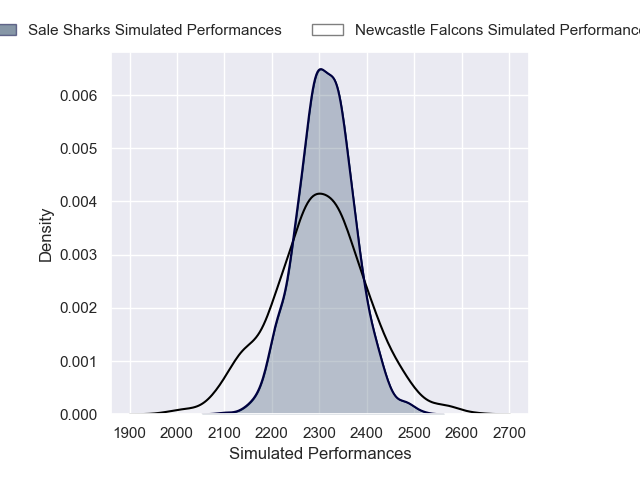 Sale Sharks Simulated Performances
Newcastle Falcons Simulated Performance
0.006
0.005
0.004
0.003
0.002
0.001
0.000
Density
1900 2000 2100 2200 2300 2400 2500 2600 2700
Simulated Performances